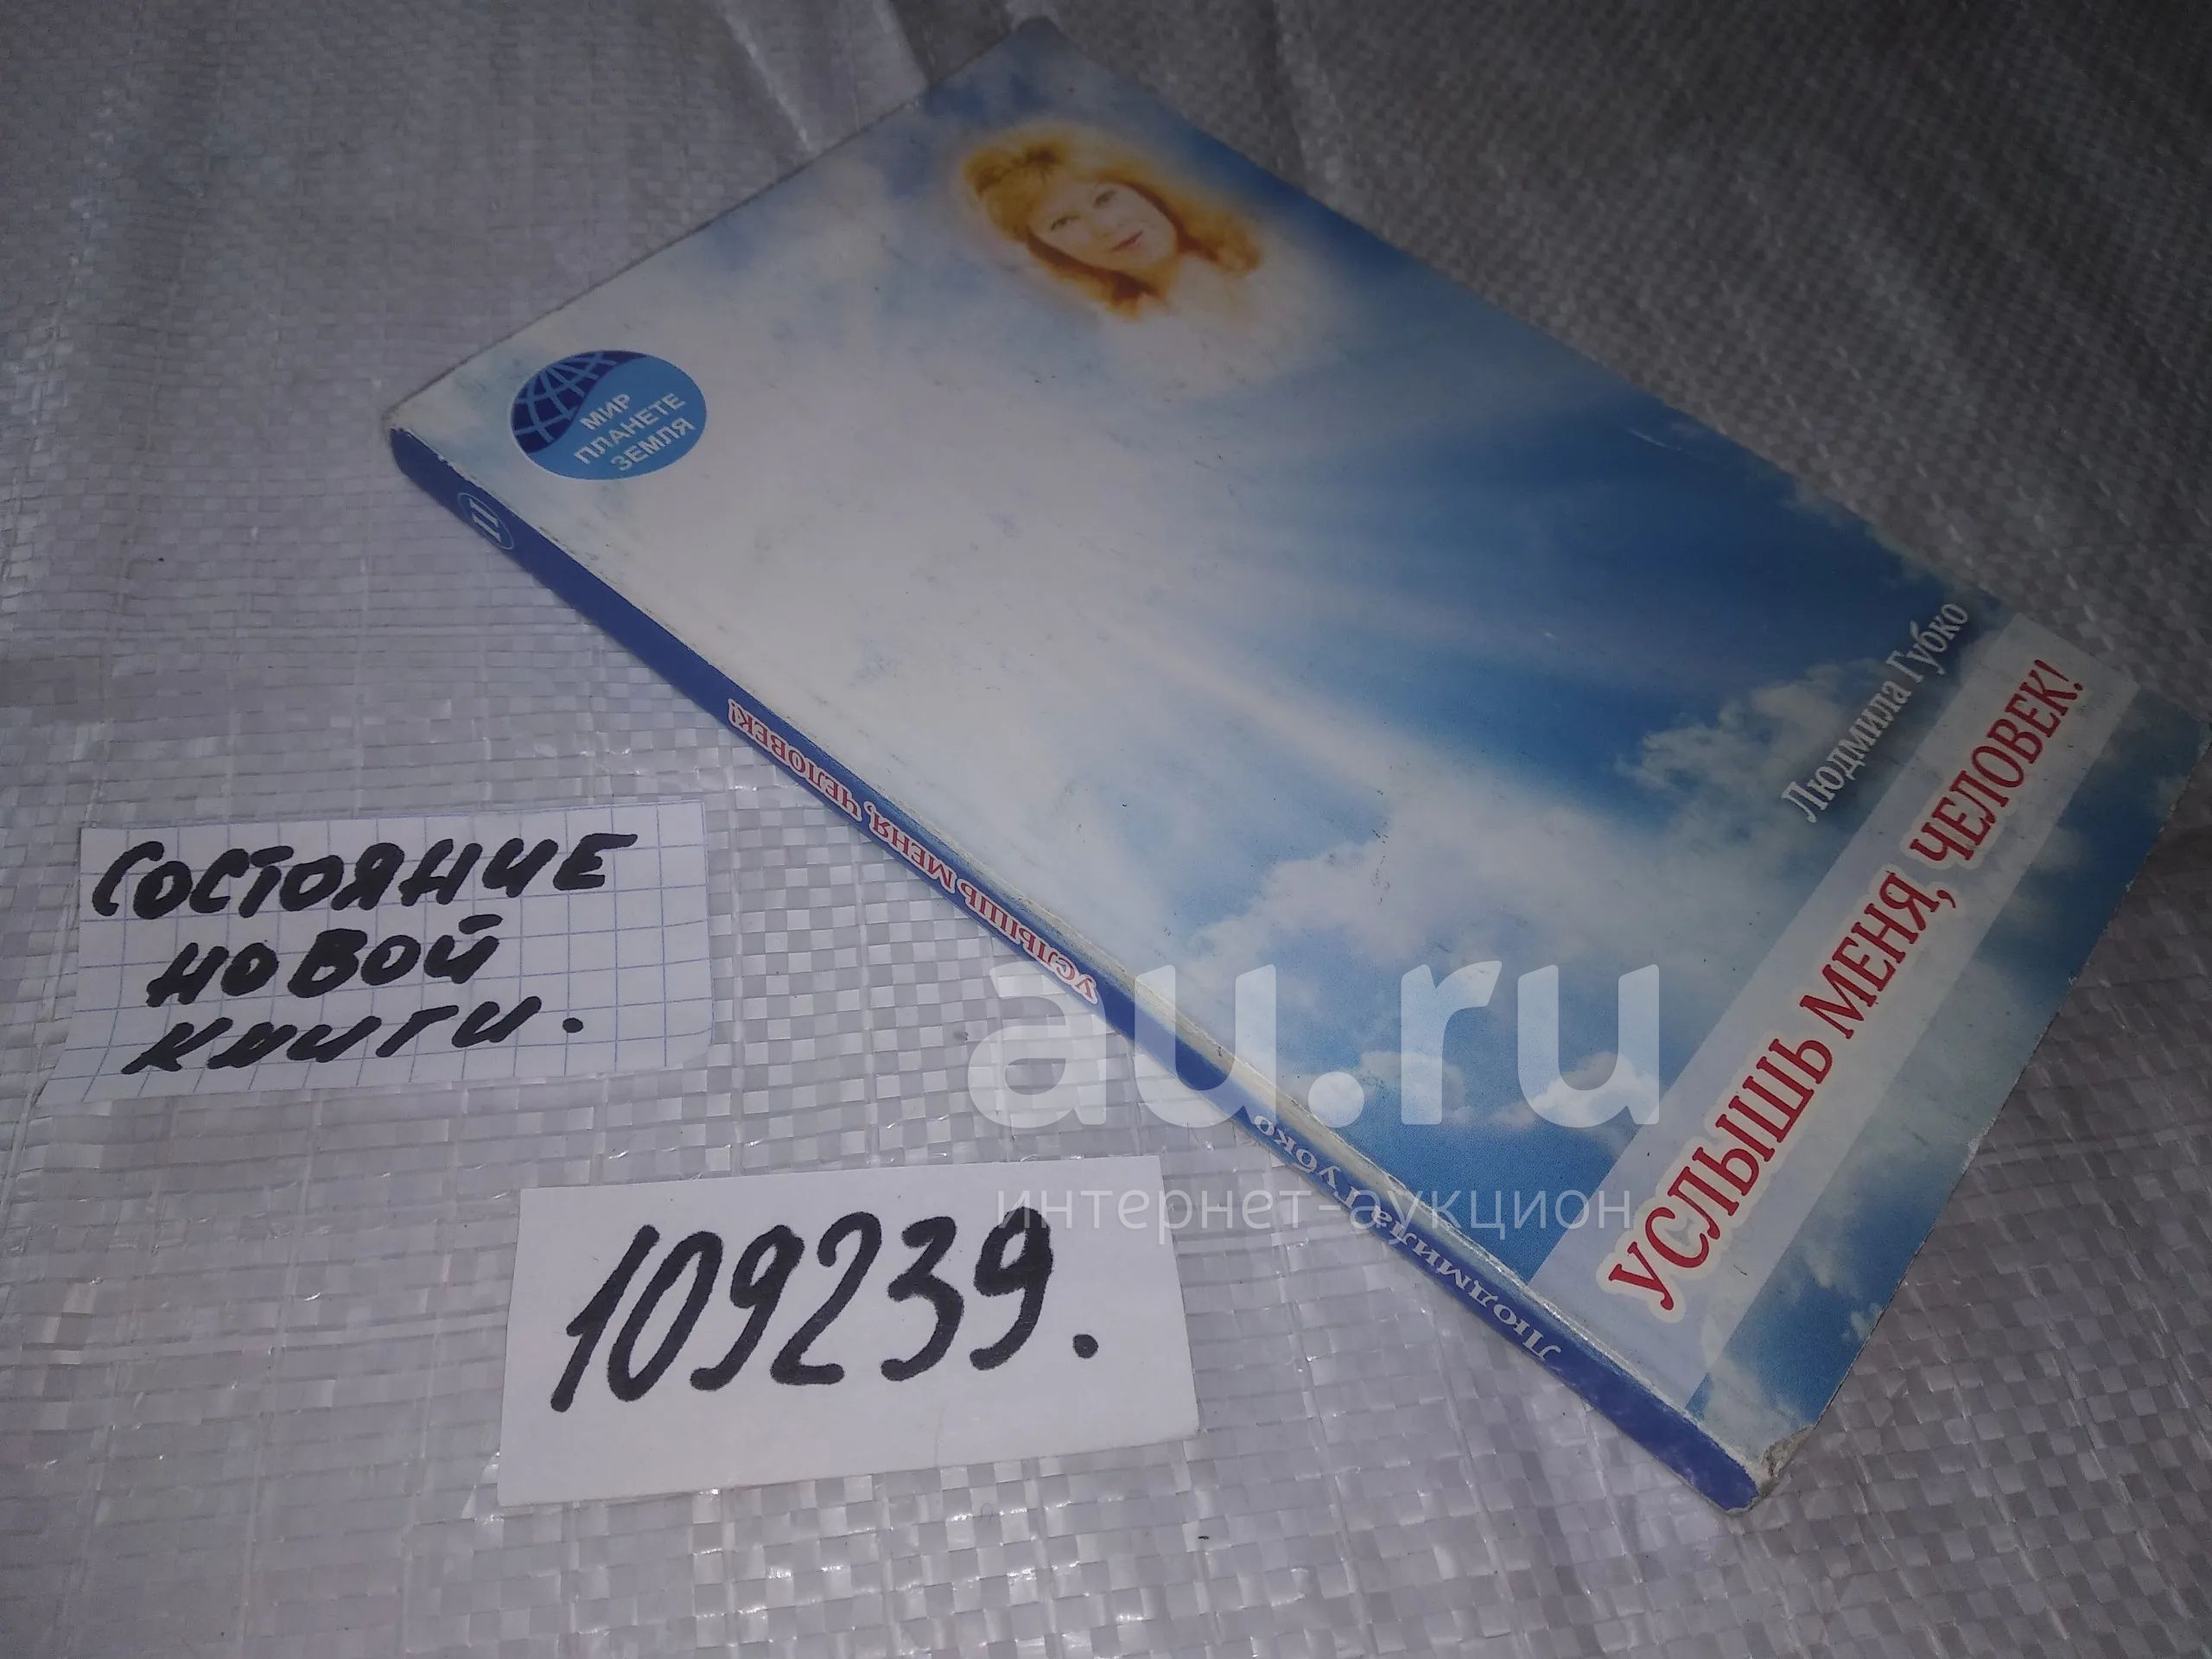 МИР
ПЛАНЕТЕ
ЗЕМЛЯ
Людмила Губко
УСЛЫШЬ МЕНЯ, ЧЕЛОВЕК!
Людмила Губко
УСЛЫШЬ МЕНЯ, ЧЕЛОВЕК!
11
СОСТОЯНИЕ
НОВОЙ
КНИГИ.
109239.
au.ru
интернет-аукцион